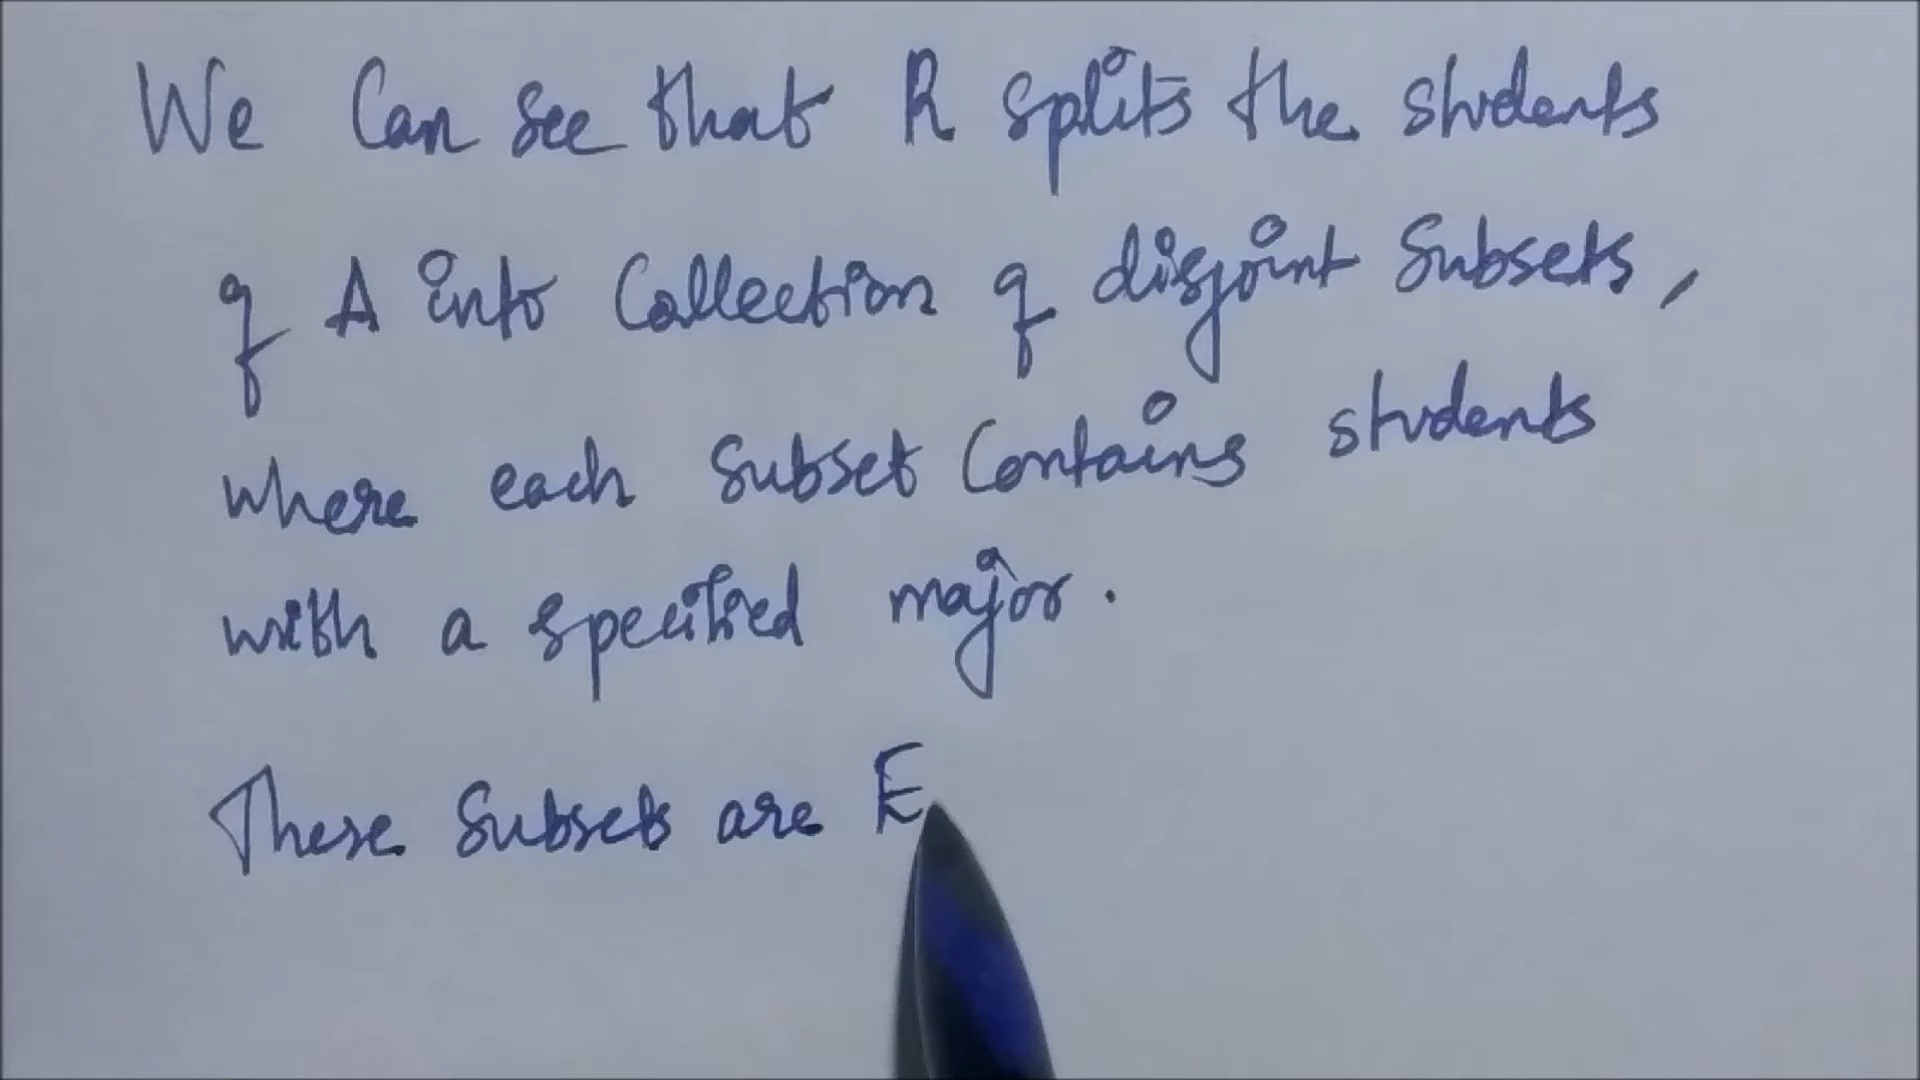 We Can see that R splits the students
of A into Collection of disjoint Subsets,
where each Subset Contains students
with a specified major.
These Subsets are E